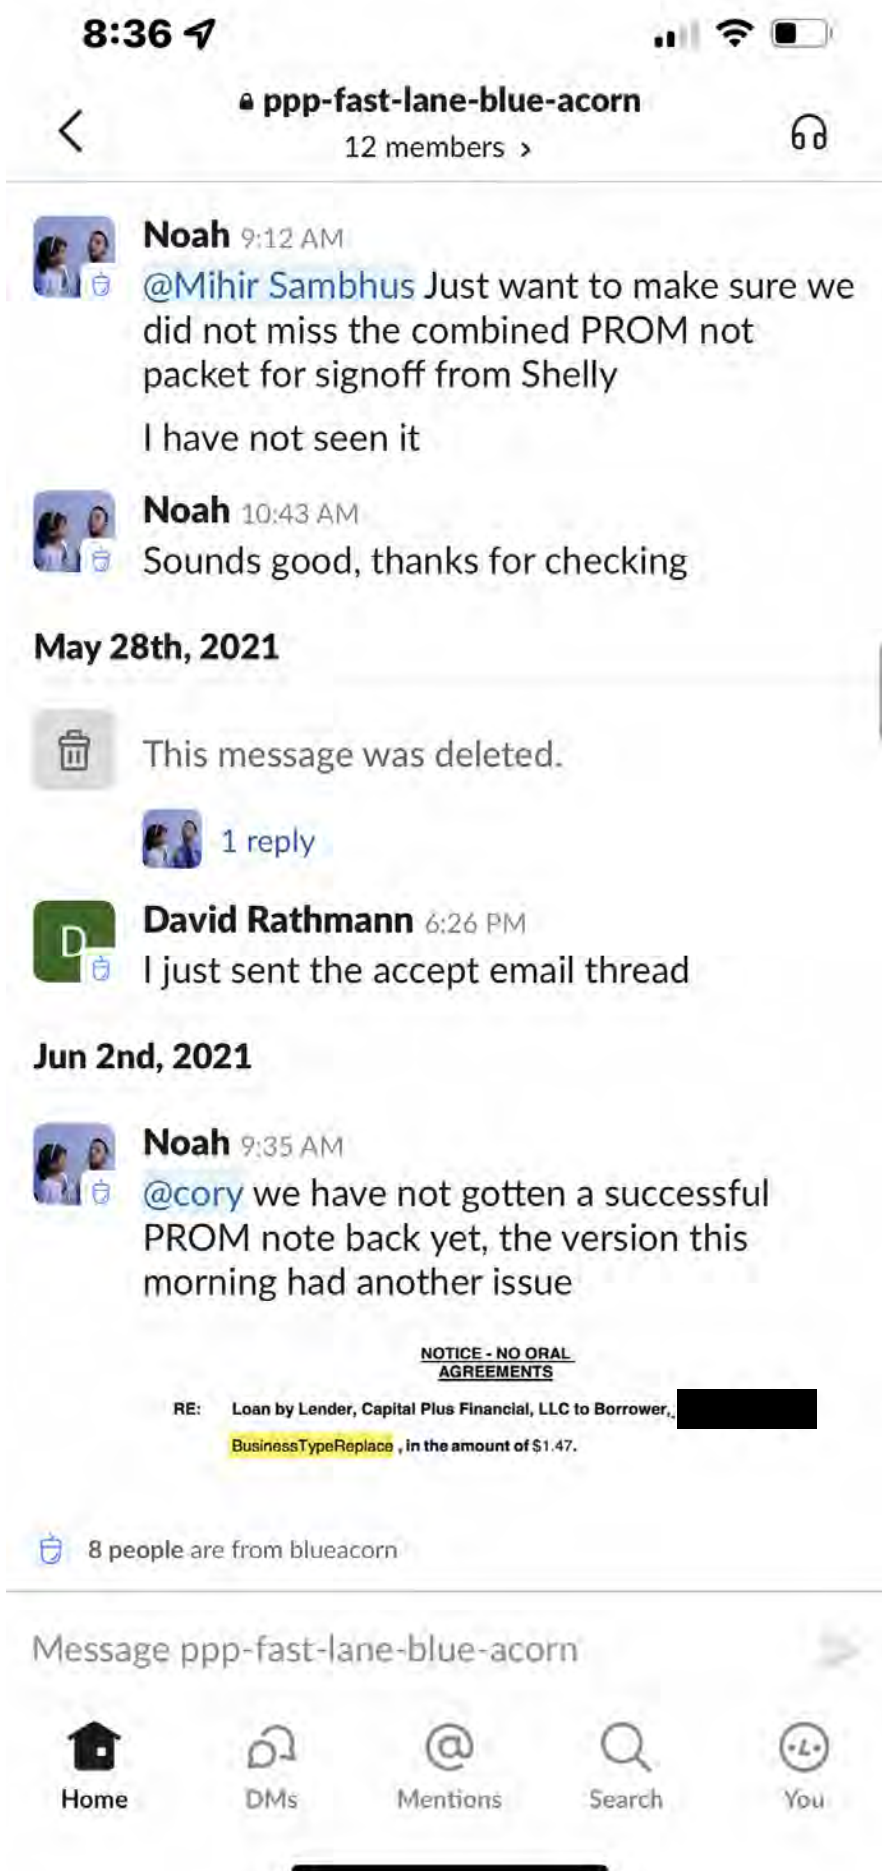 8:36
ppp-fast-lane-blue-acorn
12 members >
Noah 9:12 AM
@Mihir Sambhus Just want to make sure we
did not miss the combined PROM not
packet for signoff from Shelly
I have not seen it
Noah 10:43 AM
Sounds good, thanks for checking
May 28th, 2021
This message was deleted.
1 reply
D
David Rathmann 6:26 PM
I just sent the accept email thread
Jun 2nd, 2021
Noah 9:35 AM
@cory we have not gotten a successful
PROM note back yet, the version this
morning had another issue
NOTICE - NO ORAL
AGREEMENTS
RE: Loan by Lender, Capital Plus Financial, LLC to Borrower,
BusinessTypeReplace , in the amount of $1.47.
8 people are from blueacorn
Message ppp-fast-lane-blue-acorn
Home DMs Mentions Search You